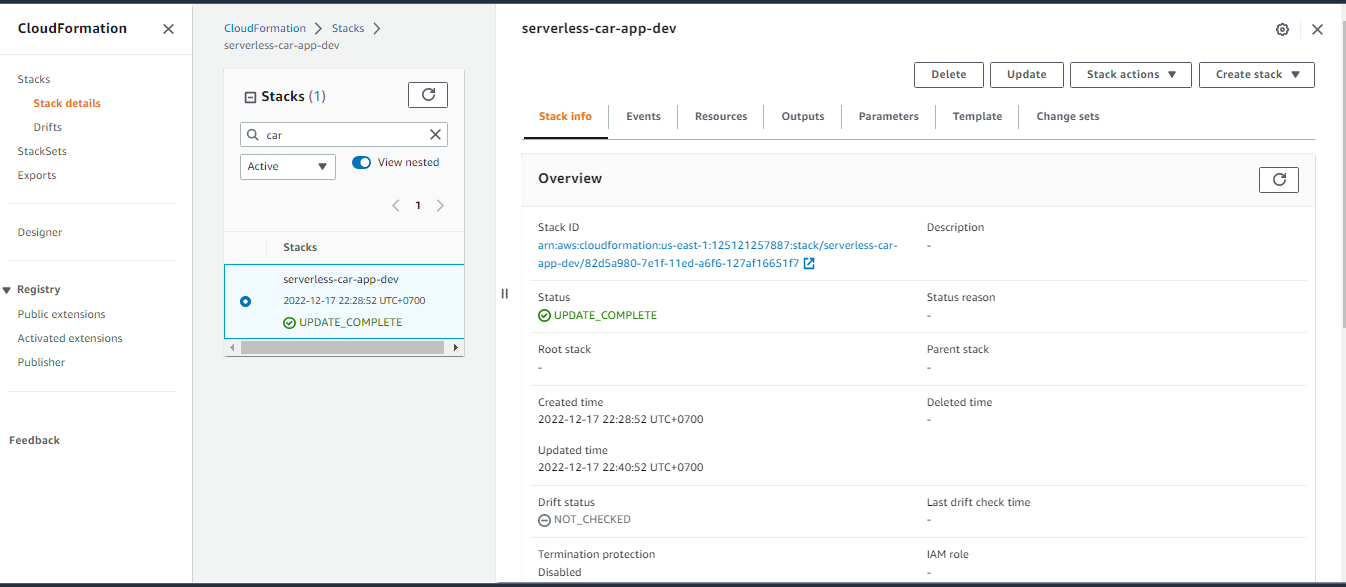 CloudFormation
Stacks
Stack details
Drifts
StackSets
Exports
Designer
Registry
Public extensions
Activated extensions
Publisher
Feedback
CloudFormation > Stacks >
serverless-car-app-dev
Stacks (1)
car
Active
View nested
1
Stacks
serverless-car-app-dev
2022-12-17 22:28:52 UTC+0700
UPDATE_COMPLETE
serverless-car-app-dev
Delete Update Stack actions Create stack
Stack info Events Resources Outputs Parameters Template Change sets
Overview
Stack ID
arn:aws:cloudformation:us-east-1:125121257887:stack/serverless-car-
app-dev/82d5a980-7e1f-11ed-a6f6-127af16651f7
Description
-
Status
UPDATE_COMPLETE
Status reason
-
Root stack
-
Parent stack
-
Created time
2022-12-17 22:28:52 UTC+0700
Deleted time
-
Updated time
2022-12-17 22:40:52 UTC+0700
Drift status
NOT_CHECKED
Last drift check time
-
Termination protection
Disabled
IAM role
-